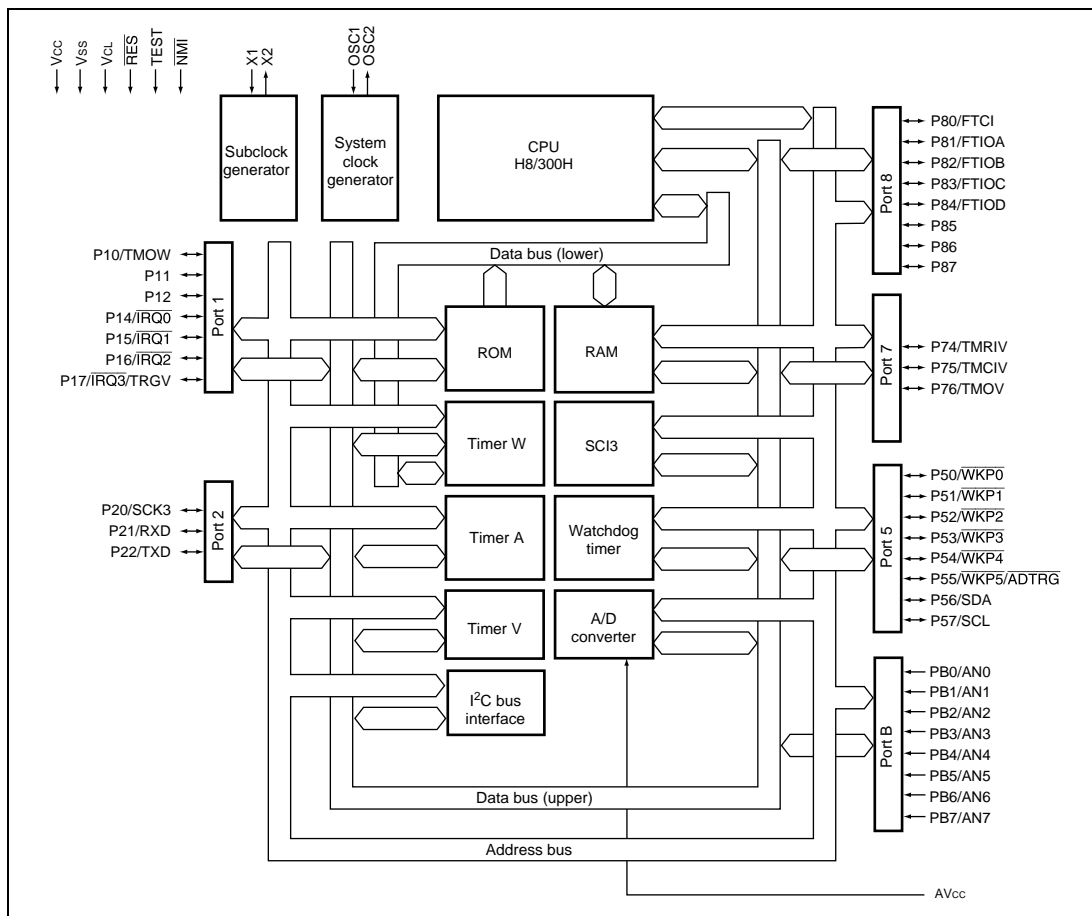 Vcc
Vss
VCL
RES
TEST
NMI
X1
X2
OSC1
OSC2
Subclock
generator
System
clock
generator
CPU
H8/300H
Data bus (lower)
P10/TMOW
P11
P12
P14/IRQ0
P15/IRQ1
P16/IRQ2
P17/IRQ3/TRGV
Port 1
P20/SCK3
P21/RXD
P22/TXD
Port 2
ROM
RAM
Timer W
SCI3
Timer A
Watchdog
timer
Timer V
A/D
converter
I²C bus
interface
Data bus (upper)
Address bus
Port 8
P80/FTCI
P81/FTIOA
P82/FTIOB
P83/FTIOC
P84/FTIOD
P85
P86
P87
Port 7
P74/TMRIV
P75/TMCIV
P76/TMOV
Port 5
P50/WKP0
P51/WKP1
P52/WKP2
P53/WKP3
P54/WKP4
P55/WKP5/ADTRG
P56/SDA
P57/SCL
Port B
PB0/AN0
PB1/AN1
PB2/AN2
PB3/AN3
PB4/AN4
PB5/AN5
PB6/AN6
PB7/AN7
AVcc